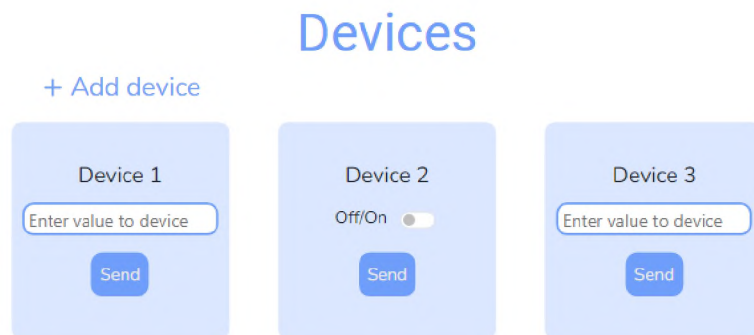 Devices
+ Add device
Device 1
Enter value to device
Send
Device 2
Off/On
Send
Device 3
Enter value to device
Send